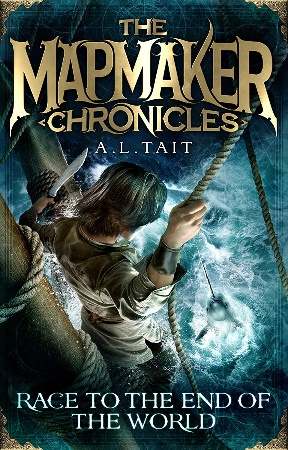 THE
MAPMAKER
CHRONICLES
A.L.TAIT
RACE TO THE END OF
THE WORLD